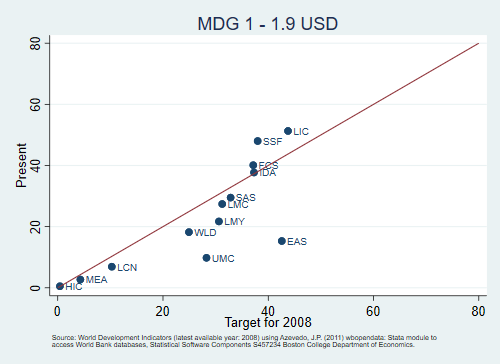 MDG 1 - 1.9 USD
80
60
40
20
0
Present
LIC
SSF
FCS
IDA
SAS
LMC
LMY
WLD
EAS
UMC
LCN
MEA
HIC
0 20 40 60 80
Target for 2008
Source: World Development Indicators (latest available year: 2008) using Azevedo, J.P. (2011) wbopendata: Stata module to
access World Bank databases, Statistical Software Components S457234 Boston College Department of Economics.